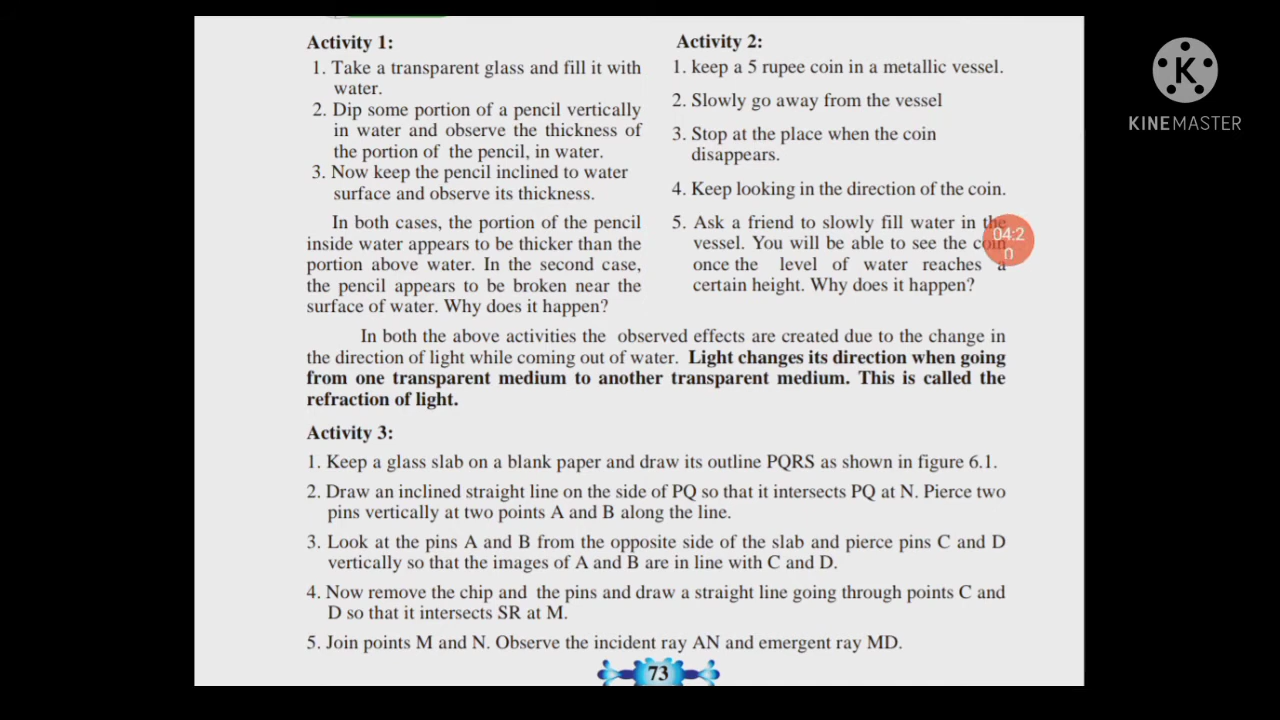 Activity 1:
1. Take a transparent glass and fill it with
water.
2. Dip some portion of a pencil vertically
in water and observe the thickness of
the portion of the pencil, in water.
3. Now keep the pencil inclined to water
surface and observe its thickness.
In both cases, the portion of the pencil
inside water appears to be thicker than the
portion above water. In the second case,
the pencil appears to be broken near the
surface of water. Why does it happen?
Activity 2:
1. keep a 5 rupee coin in a metallic vessel.
2. Slowly go away from the vessel
3. Stop at the place when the coin
disappears.
4. Keep looking in the direction of the coin.
5. Ask a friend to slowly fill water in the
vessel. You will be able to see the coin
once the level of water reaches a
certain height. Why does it happen?
In both the above activities the observed effects are created due to the change in
the direction of light while coming out of water. Light changes its direction when going
from one transparent medium to another transparent medium. This is called the
refraction of light.
Activity 3:
1. Keep a glass slab on a blank paper and draw its outline PQRS as shown in figure 6.1.
2. Draw an inclined straight line on the side of PQ so that it intersects PQ at N. Pierce two
pins vertically at two points A and B along the line.
3. Look at the pins A and B from the opposite side of the slab and pierce pins C and D
vertically so that the images of A and B are in line with C and D.
4. Now remove the chip and the pins and draw a straight line going through points C and
D so that it intersects SR at M.
5. Join points M and N. Observe the incident ray AN and emergent ray MD.
73
K
KINEMASTER
04:2
0